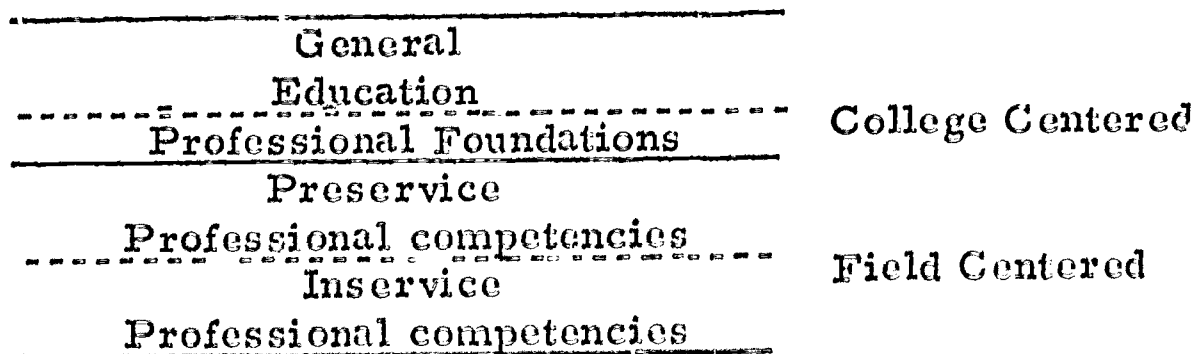 General
Education
Professional Foundations
College Centered
Preservice
Professional competencies
Inservice
Professional competencies
Field Centered